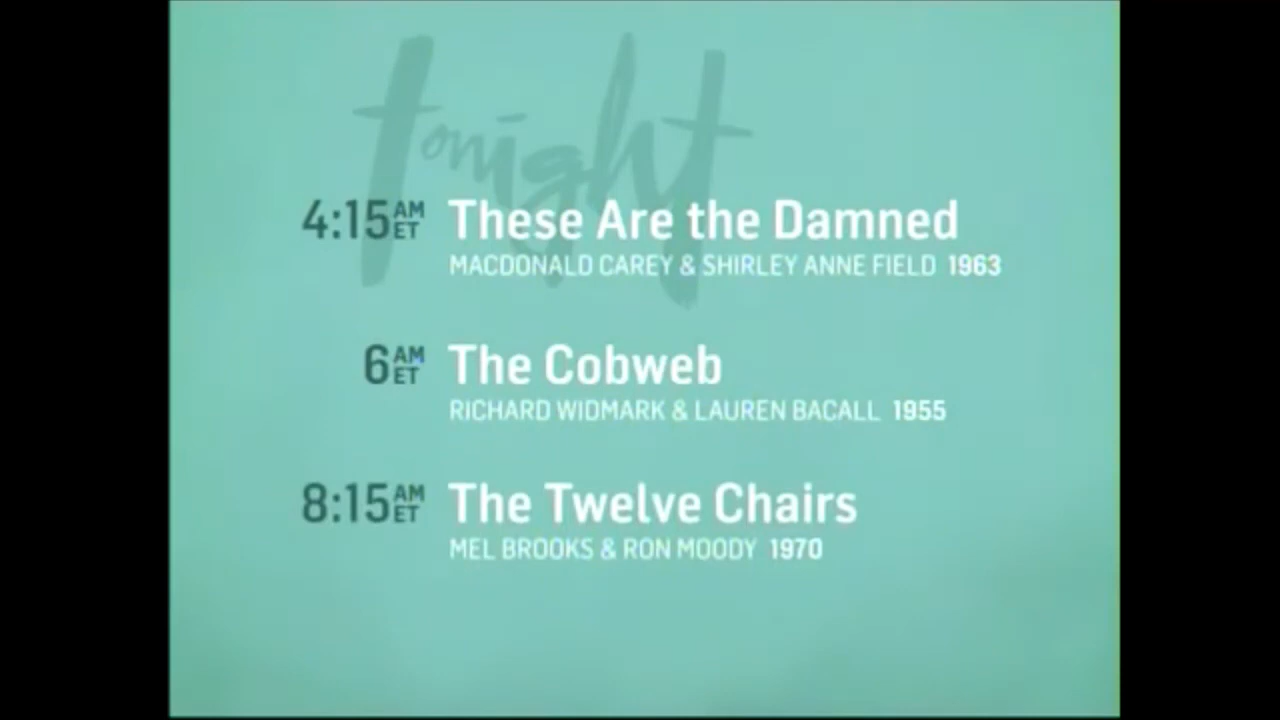 tonight
4:15 AM ET These Are the Damned
MACDONALD CAREY & SHIRLEY ANNE FIELD 1963
6 AM ET The Cobweb
RICHARD WIDMARK & LAUREN BACALL 1955
8:15 AM ET The Twelve Chairs
MEL BROOKS & RON MOODY 1970